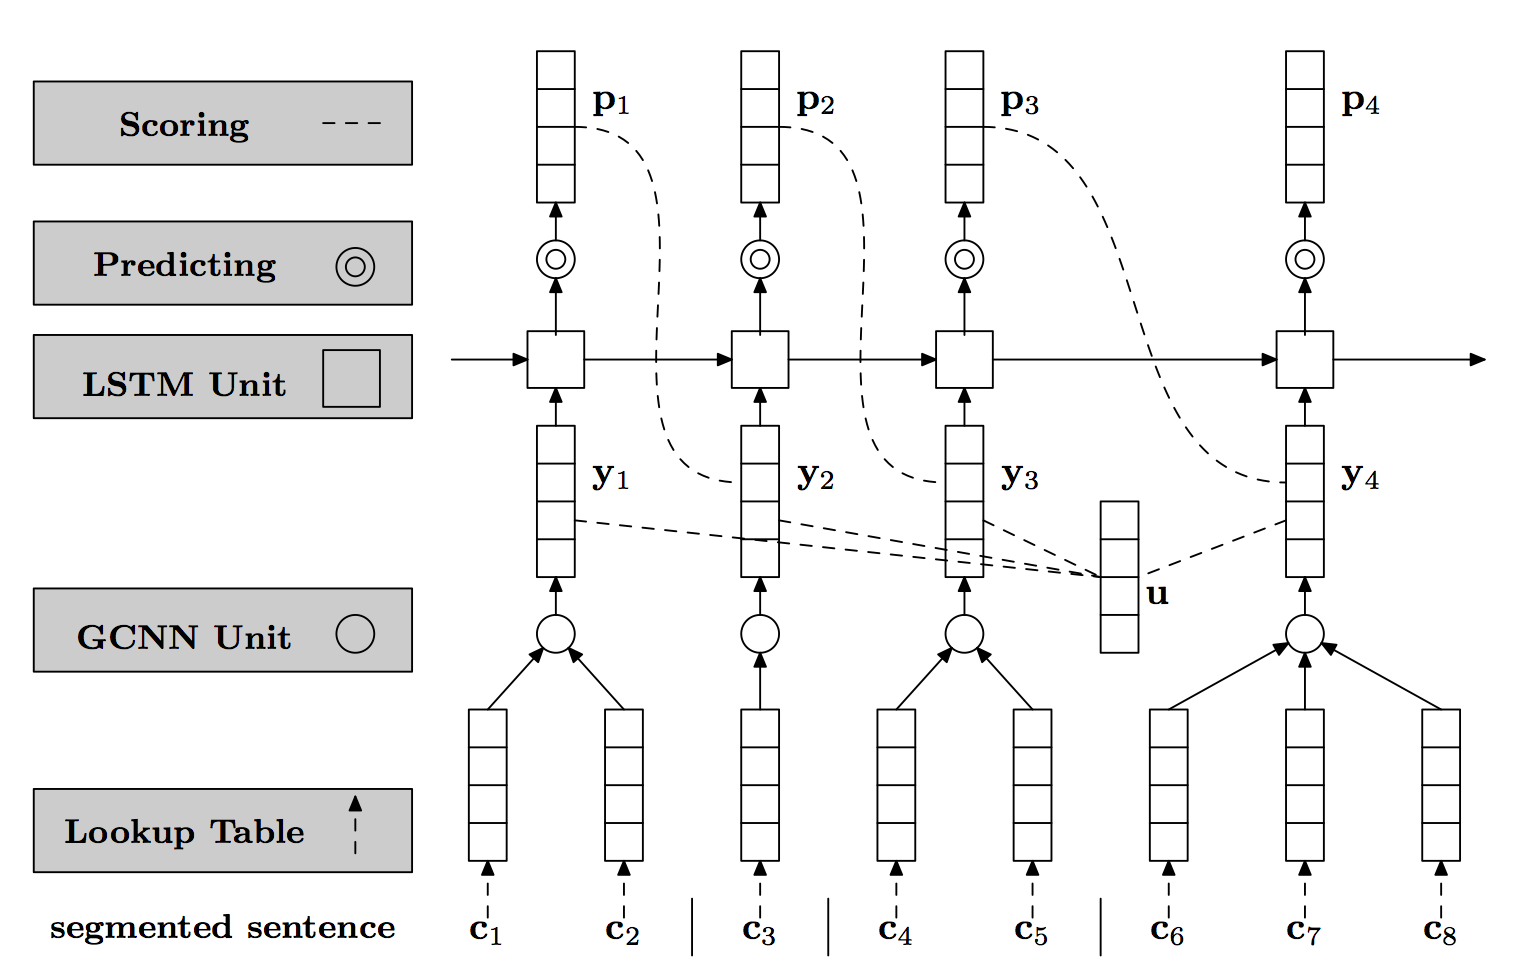 Scoring
Predicting
LSTM Unit
GCNN Unit
Lookup Table
segmented sentence
p₁ p₂ p₃ p₄
y₁ y₂ y₃ y₄
u
c₁ c₂ c₃ c₄ c₅ c₆ c₇ c₈